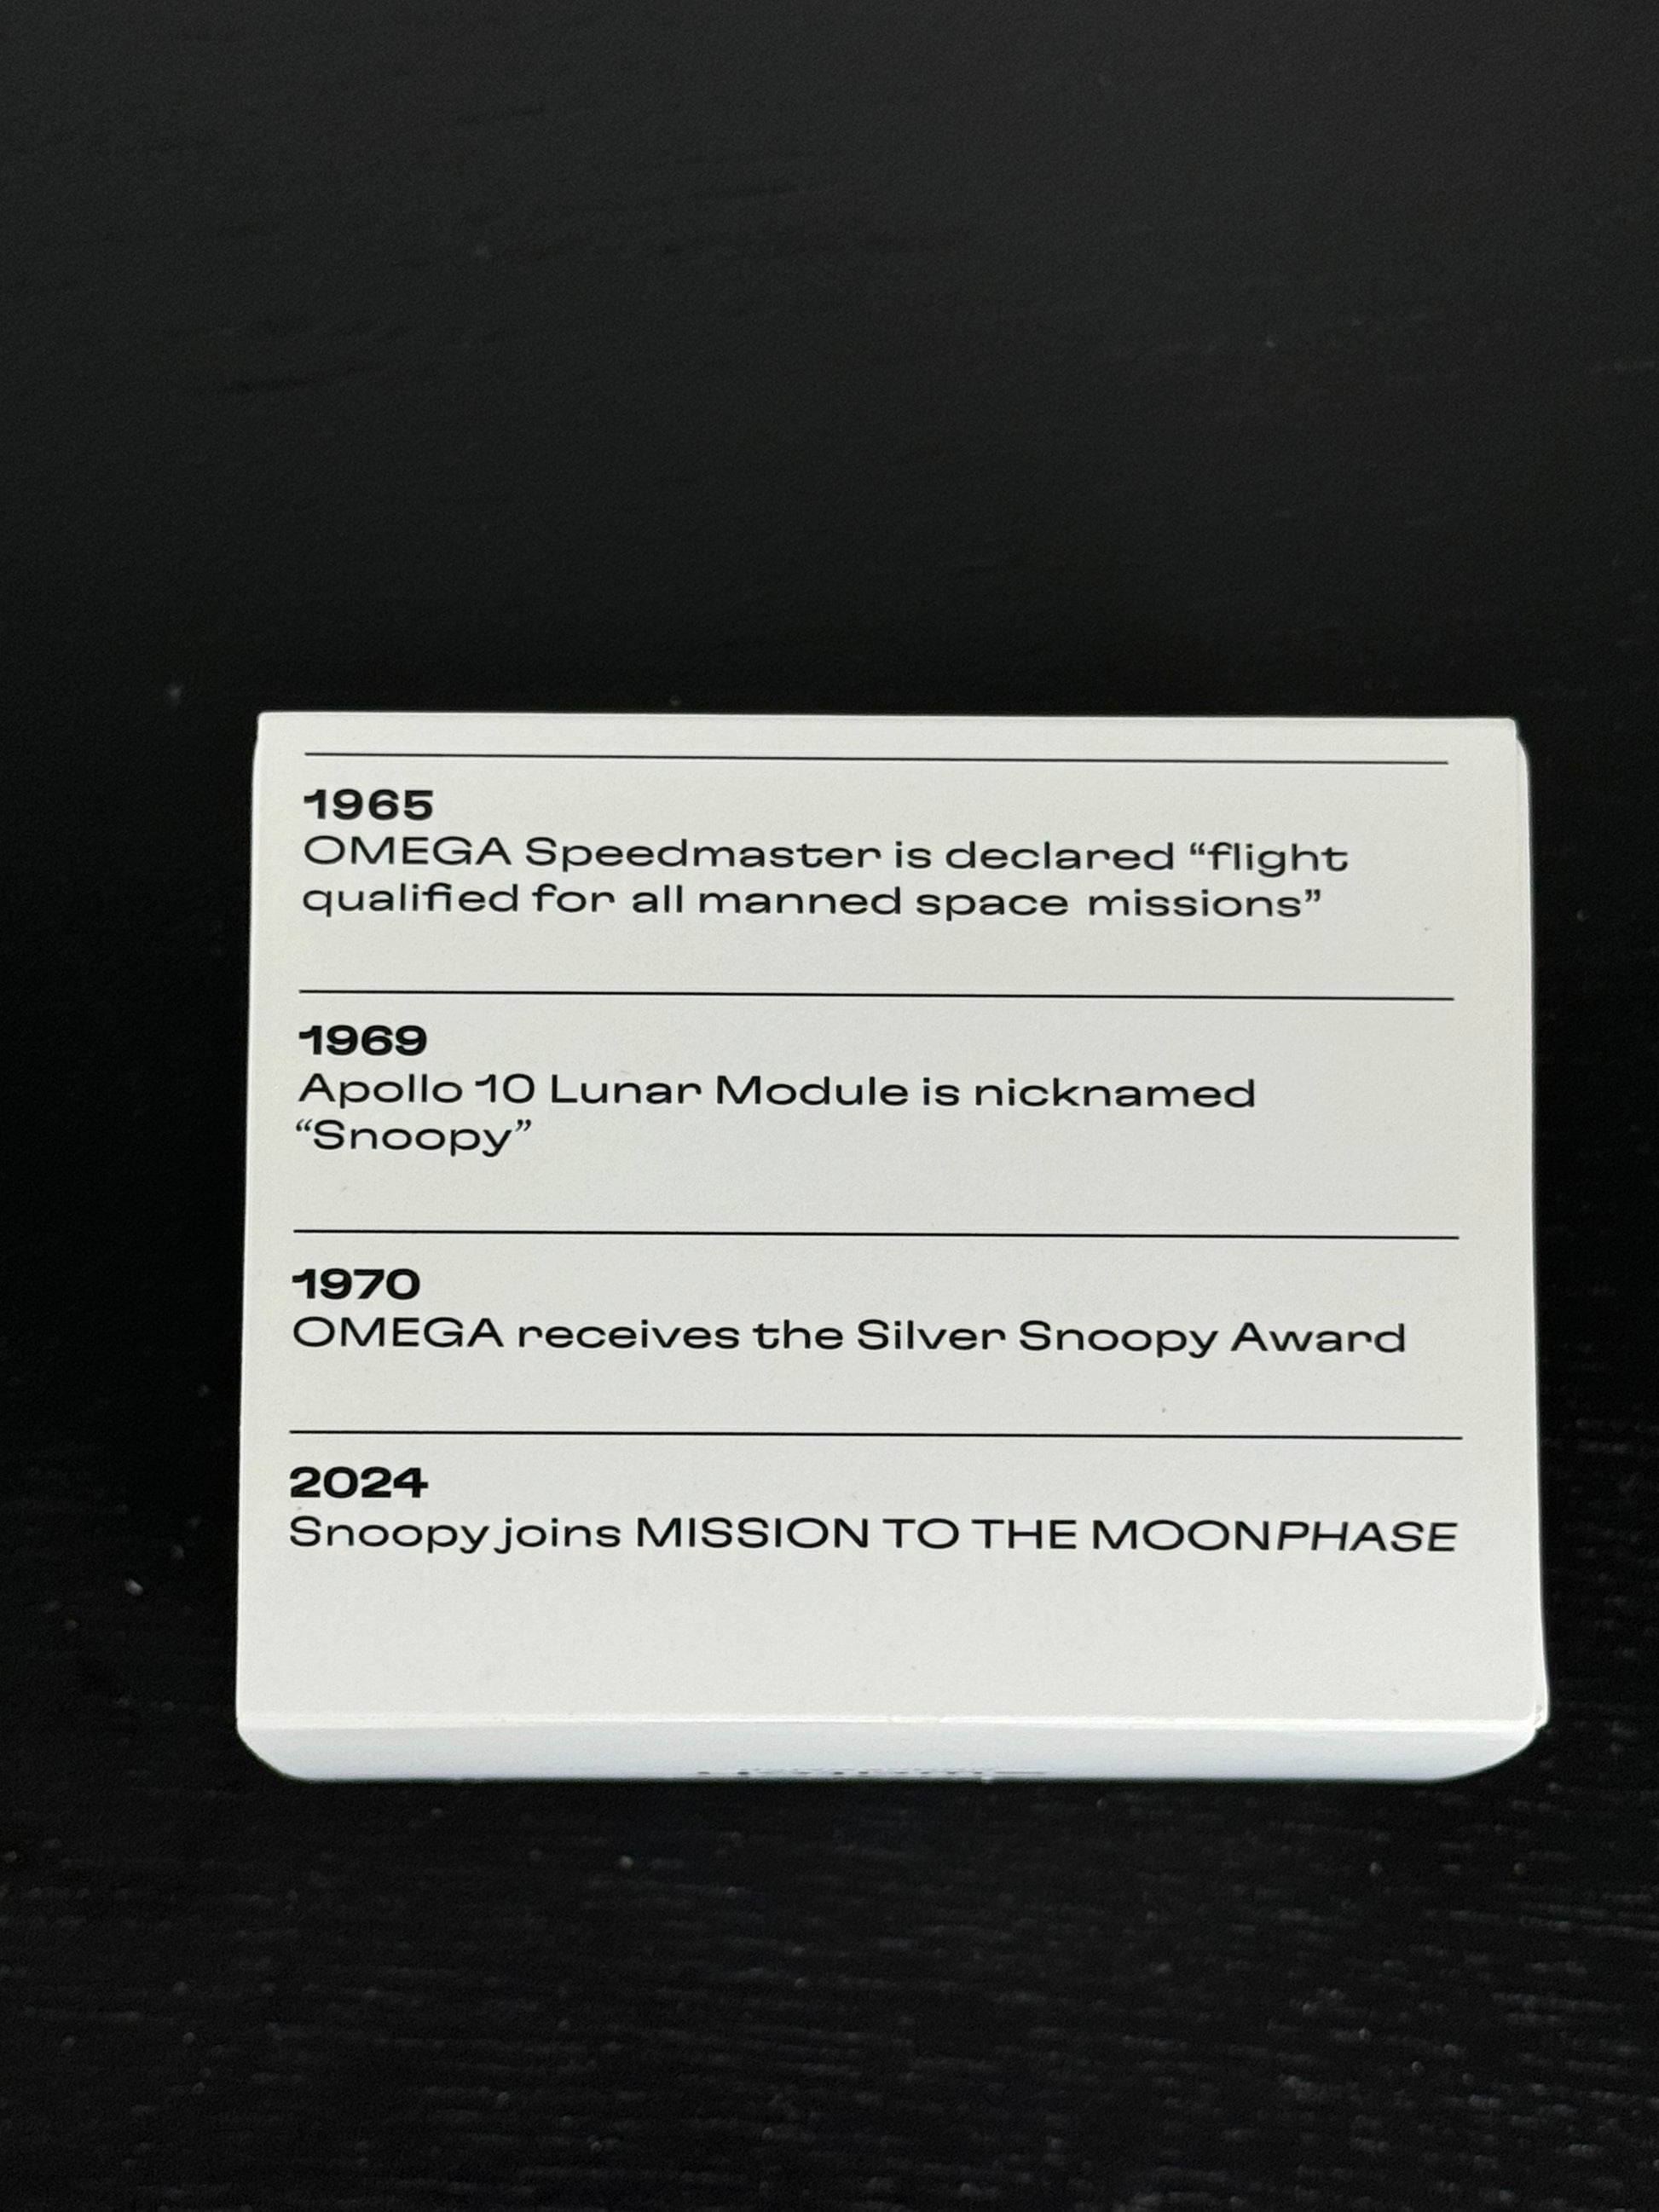 1965
OMEGA Speedmaster is declared “flight
qualified for all manned space missions”
1969
Apollo 10 Lunar Module is nicknamed
“Snoopy”
1970
OMEGA receives the Silver Snoopy Award
2024
Snoopy joins MISSION TO THE MOONPHASE